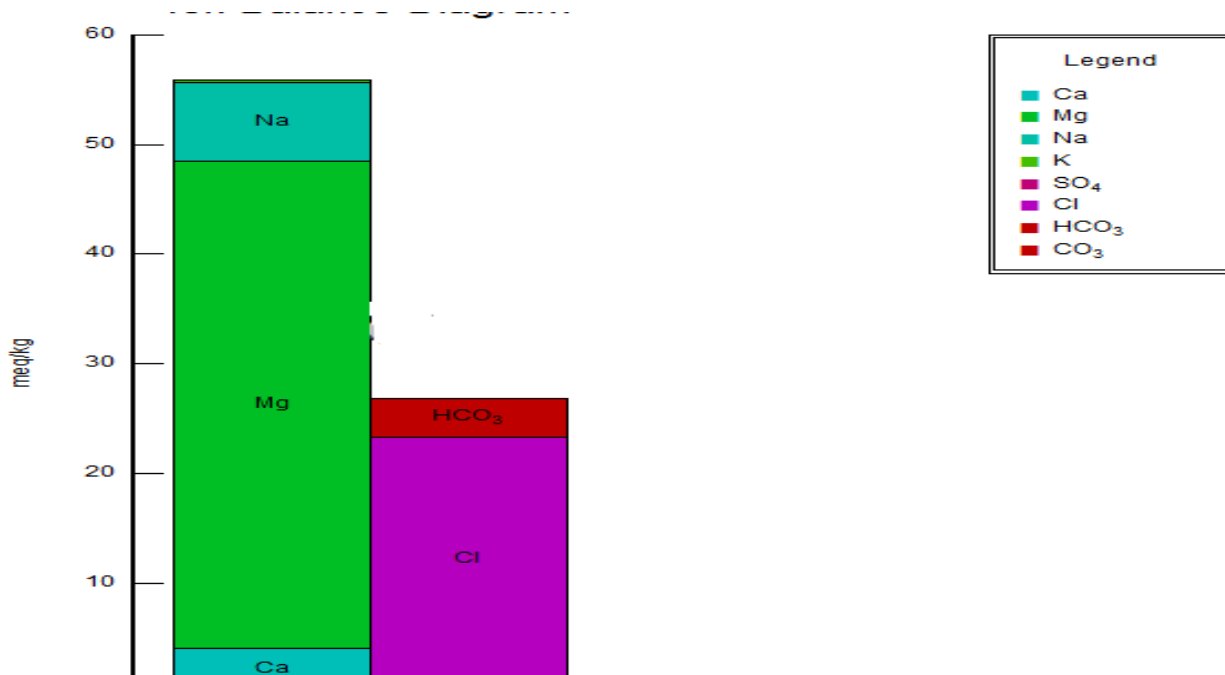 60
50
40
30
20
10
meq/kg
Na
Mg
Ca
HCO₃
Cl
Legend
Ca
Mg
Na
K
SO₄
Cl
HCO₃
CO₃